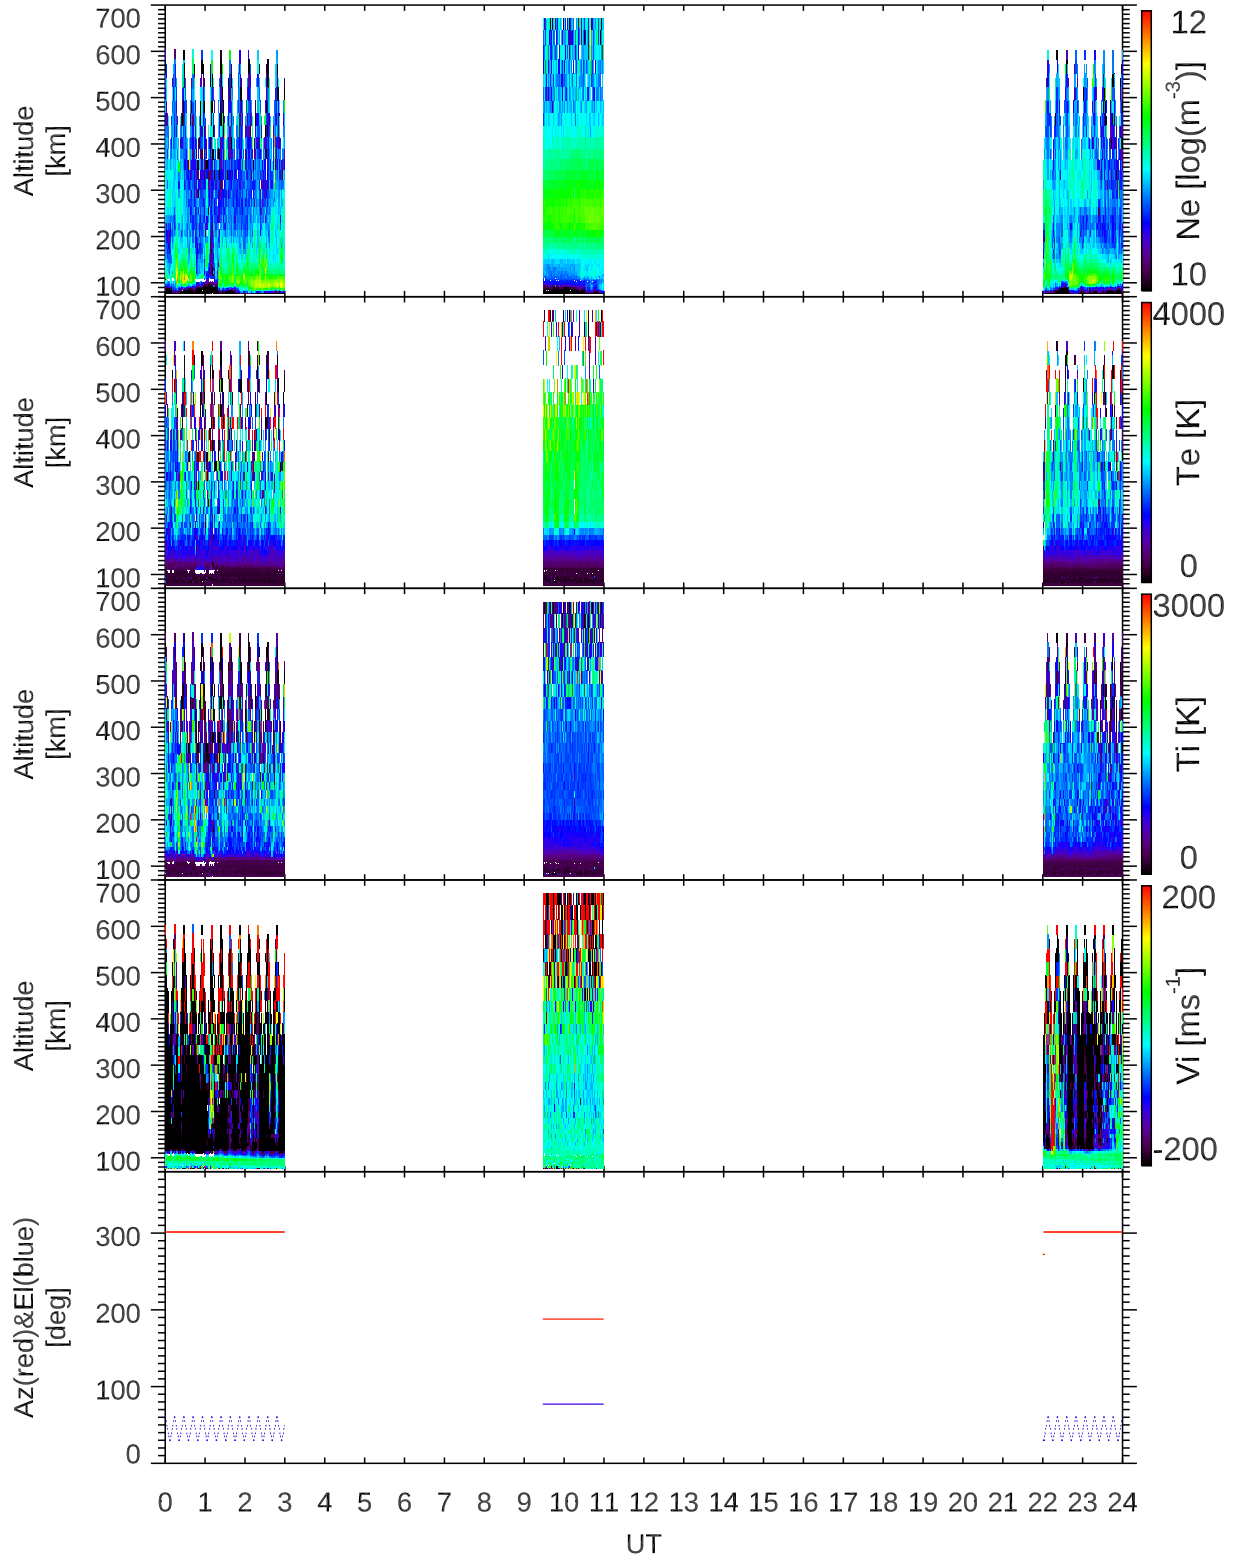 700
600
500
400
300
200
100
Altitude
[km]
12
10
Ne [log(m⁻³)]
700
600
500
400
300
200
100
Altitude
[km]
4000
0
Te [K]
700
600
500
400
300
200
100
Altitude
[km]
3000
0
Ti [K]
700
600
500
400
300
200
100
Altitude
[km]
200
-200
Vi [ms⁻¹]
300
200
100
0
Az(red)&El(blue)
[deg]
0 1 2 3 4 5 6 7 8 9 10 11 12 13 14 15 16 17 18 19 20 21 22 23 24
UT